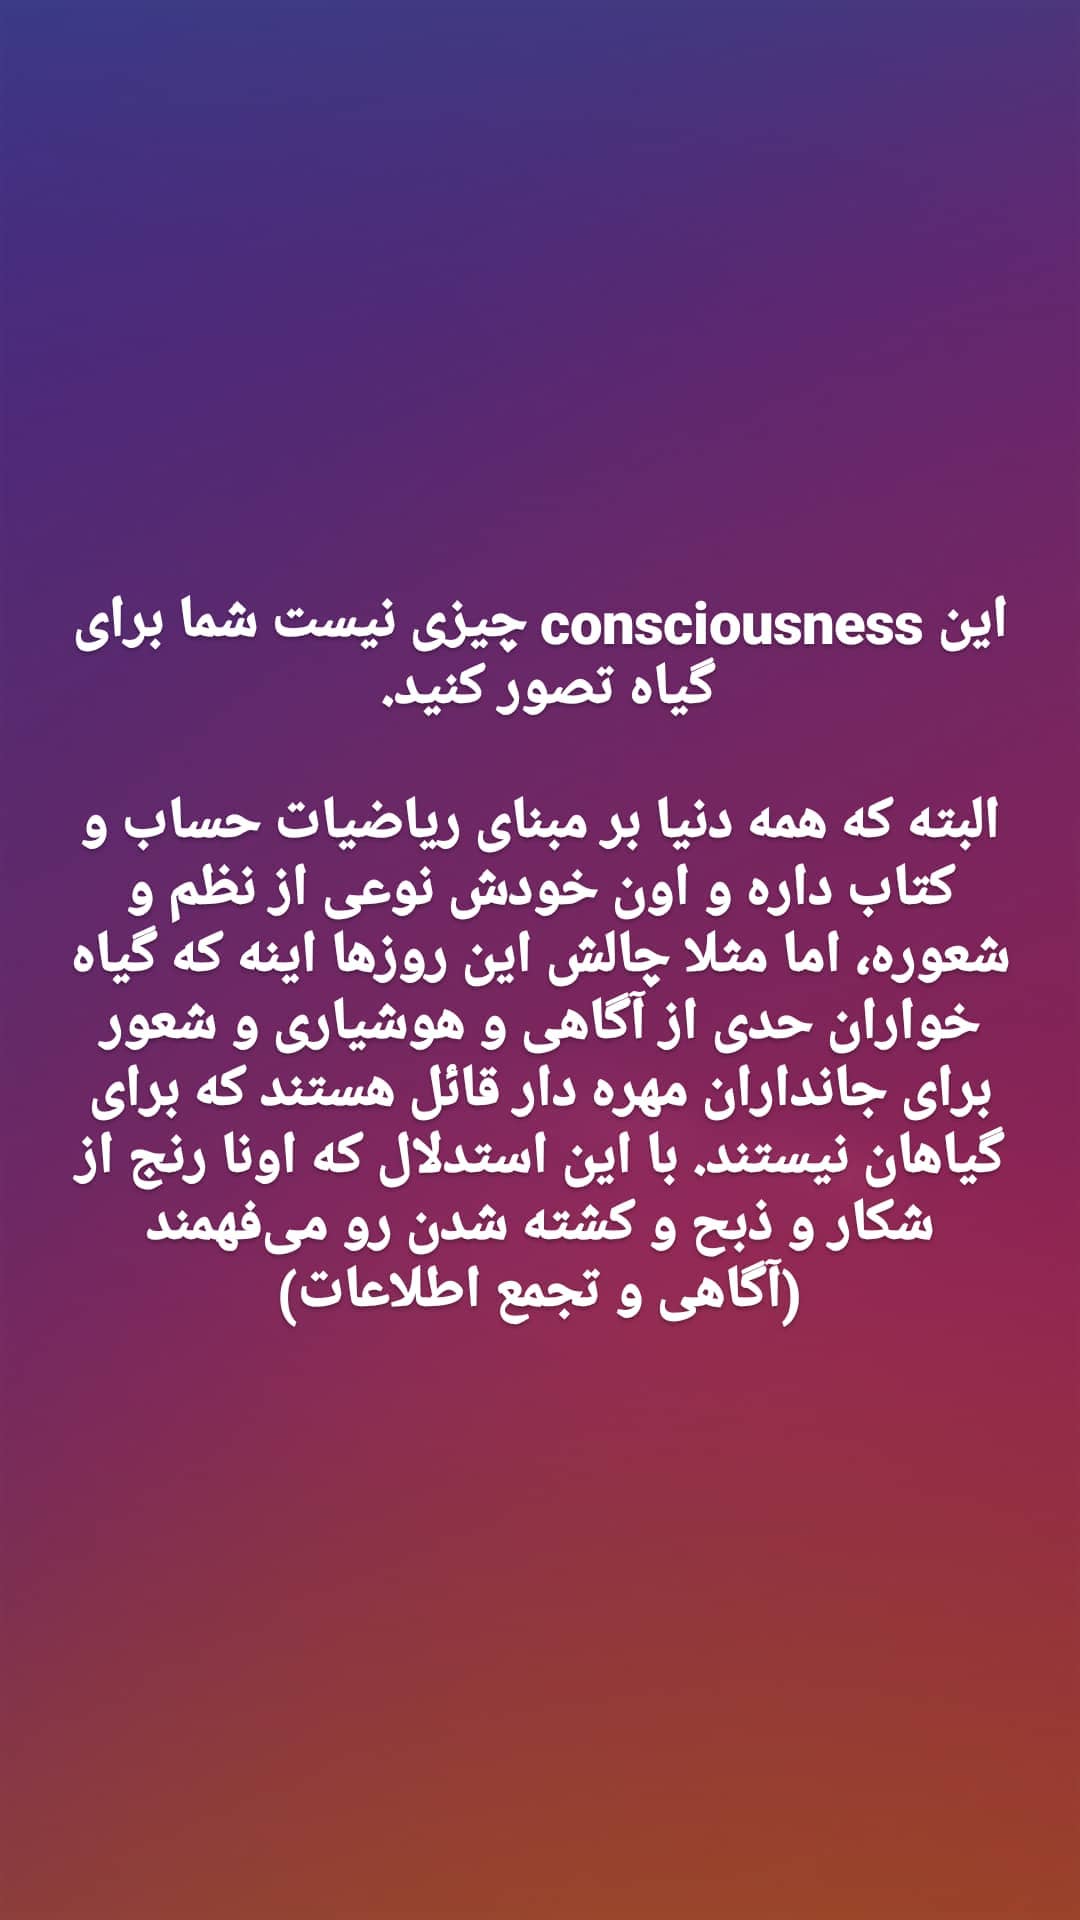 این consciousness چیزی نیست شما برای
گیاه تصور کنید.
البته که همه دنیا بر مبنای ریاضیات حساب و
کتاب داره و اون خودش نوعی از نظم و
شعوره، اما مثلا چالش این روزها اینه که گیاه
خواران حدی از آگاهی و هوشیاری و شعور
برای جانداران مهره دار قائل هستند که برای
گیاهان نیستند. با این استدلال که اونا رنج از
شکار و ذبح و کشته شدن رو می‌فهمند
(آگاهی و تجمع اطلاعات)